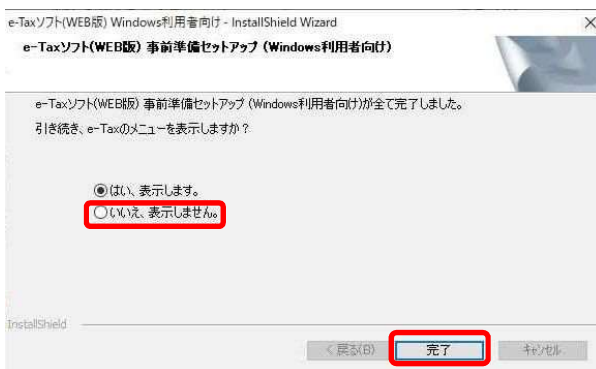 e-Taxソフト(WEB版) Windows利用者向け - InstallShield Wizard
e-Taxソフト(WEB版) 事前準備セットアップ (Windows利用者向け)
e-Taxソフト(WEB版) 事前準備セットアップ (Windows利用者向け)が全て完了しました。
引き続き、e-Taxのメニューを表示しますか？
はい、表示します。
いいえ、表示しません。
InstallShield
< 戻る(B) 完了 キャンセル